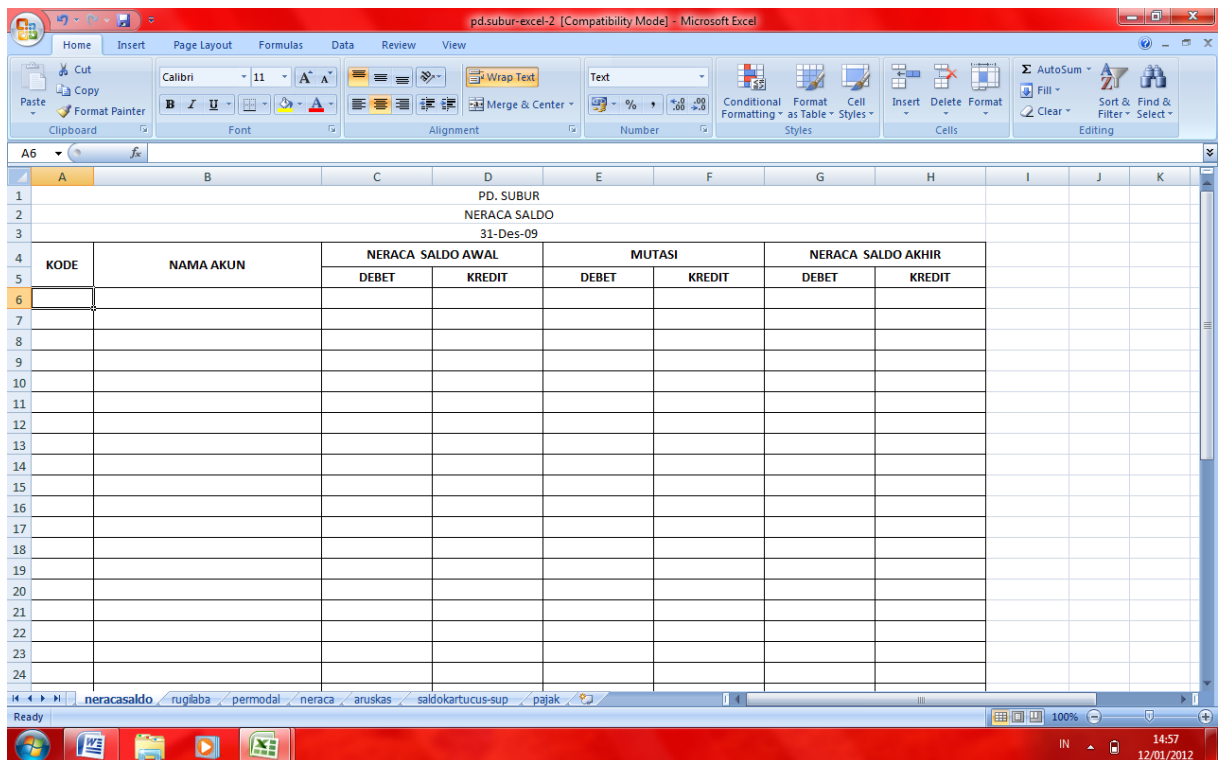 pd.subur-excel-2 [Compatibility Mode] - Microsoft Excel
Home Insert Page Layout Formulas Data Review View
Paste
Cut
Copy
Format Painter
Clipboard
Calibri 11
B I U
Font
Wrap Text
Merge & Center
Alignment
Text
% ,
Number
Conditional Formatting
Format as Table
Cell Styles
Styles
Insert Delete Format
Cells
Σ AutoSum
Fill
Clear
Sort & Filter
Find & Select
Editing
A6 fx
A B C D E F G H I J K
1 PD. SUBUR
2 NERACA SALDO
3 31-Des-09
4 KODE NAMA AKUN NERACA SALDO AWAL MUTASI NERACA SALDO AKHIR
5 DEBET KREDIT DEBET KREDIT DEBET KREDIT
6
7
8
9
10
11
12
13
14
15
16
17
18
19
20
21
22
23
24
neracasaldo rugilaba permodal neraca aruskas saldokartucus-sup pajak
Ready 100%
IN 14:57
12/01/2012